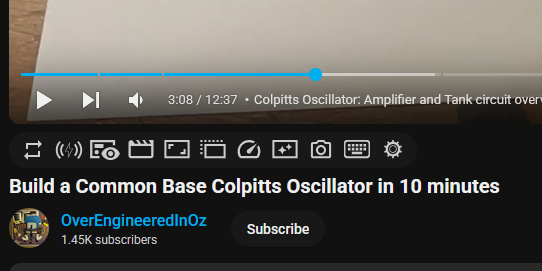 3:08 / 12:37 • Colpitts Oscillator: Amplifier and Tank circuit over
Build a Common Base Colpitts Oscillator in 10 minutes
OverEngineeredInOz
1.45K subscribers
Subscribe